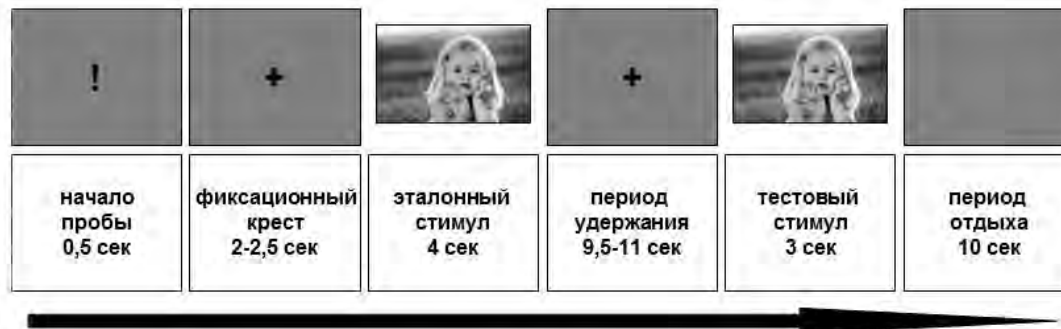 !
+
+
начало
пробы
0,5 сек
фиксационный
крест
2-2,5 сек
эталонный
стимул
4 сек
период
удержания
9,5-11 сек
тестовый
стимул
3 сек
период
отдыха
10 сек